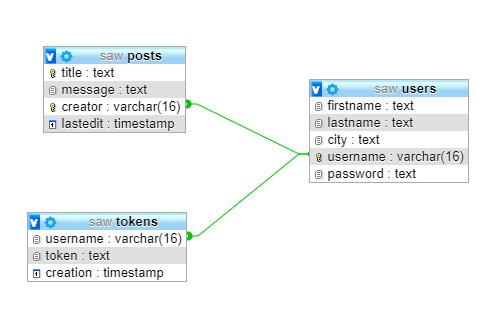 saw posts
title : text
message : text
creator : varchar(16)
lastedit : timestamp
saw users
firstname : text
lastname : text
city : text
username : varchar(16)
password : text
saw tokens
username : varchar(16)
token : text
creation : timestamp